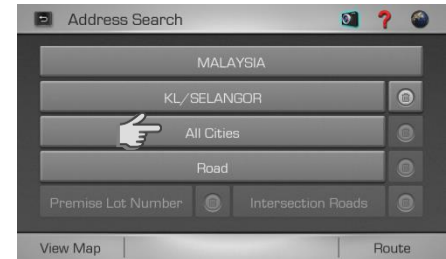 Address Search
MALAYSIA
KL/SELANGOR
All Cities
Road
Premise Lot Number Intersection Roads
View Map Route